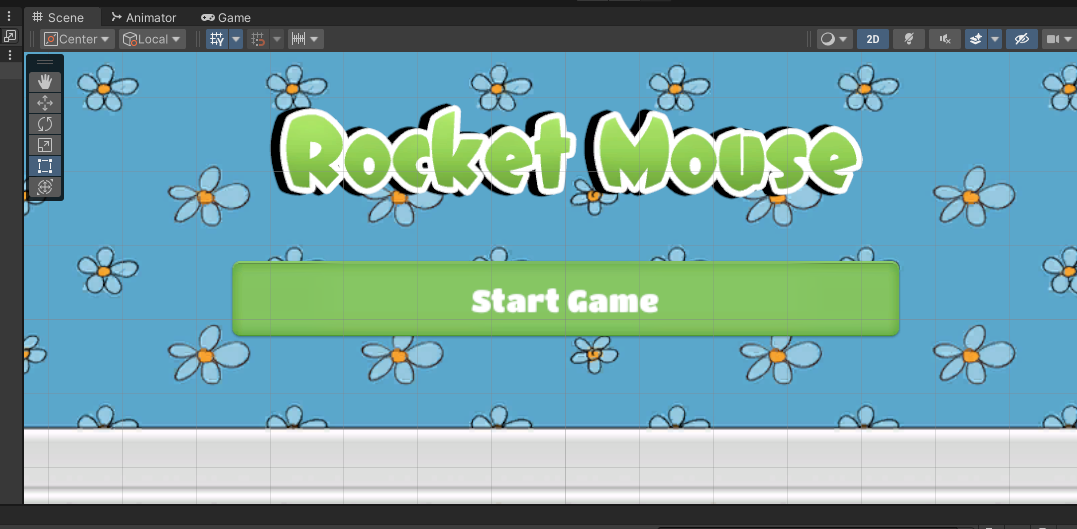 Scene Animator Game
Center Local 2D
Rocket Mouse
Start Game